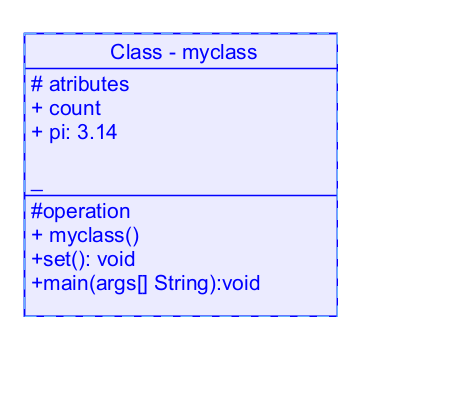 Class - myclass
# atributes
+ count
+ pi: 3.14
_
#operation
+ myclass()
+set(): void
+main(args[] String):void